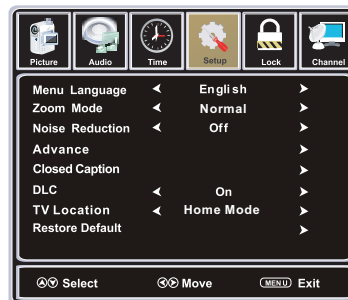 Picture Audio Time Setup Lock Channel
Menu Language English
Zoom Mode Normal
Noise Reduction Off
Advance
Closed Caption
DLC On
TV Location Home Mode
Restore Default
Select Move MENU Exit